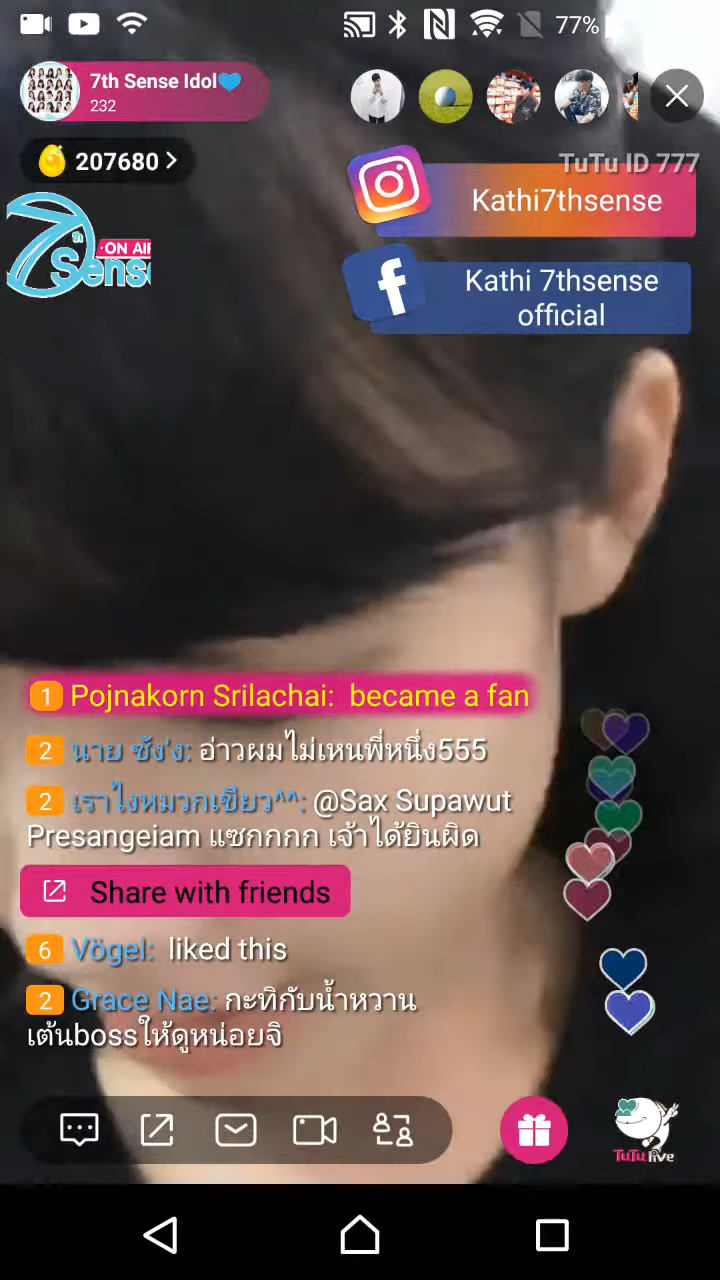 77%
7th Sense Idol
232
207680
TuTu ID 777
Kathi7thsense
7th
Sense
ON AIR
Kathi 7thsense
official
1 Pojnakorn Srilachai: became a fan
2 นาย ซัง'ง: อ่าวผมไม่เหนพี่หนึ่ง555
2 เราไงหมวกเขียว^^: @Sax Supawut
Presangeiam แซกกกก เจ้าได้ยินผิด
Share with friends
6 Vögel: liked this
2 Grace Nae: กะทิกับน้ำหวาน
เต้นbossให้ดูหน่อยจิ
TuTu live